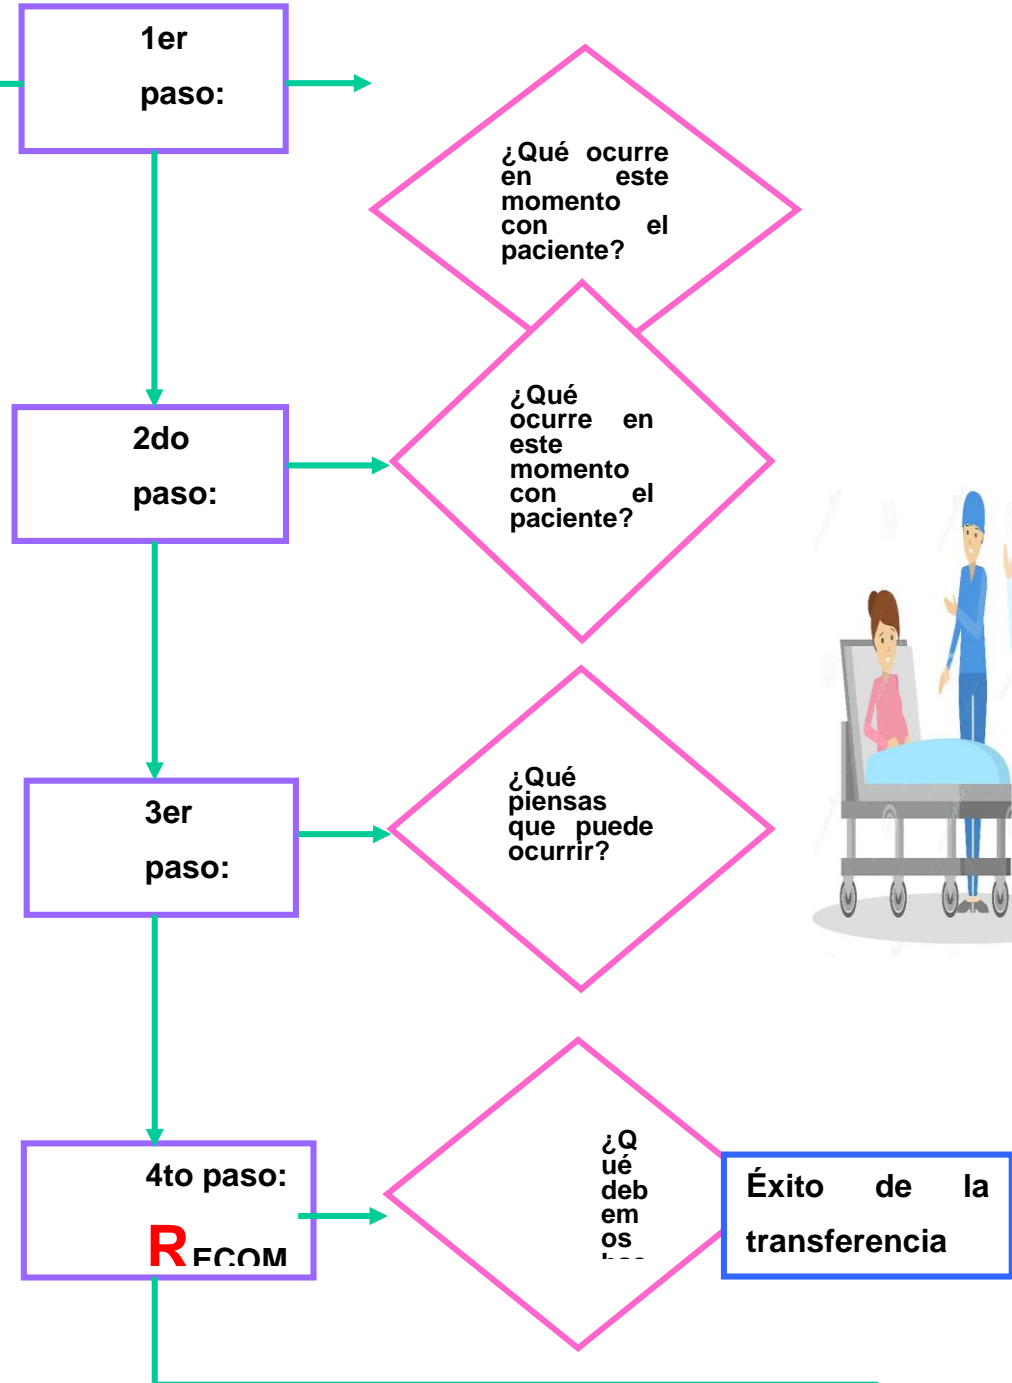 1er
paso:
¿Qué ocurre
en este
momento
con el
paciente?
2do
paso:
¿Qué
ocurre en
este
momento
con el
paciente?
3er
paso:
¿Qué
piensas
que puede
ocurrir?
4to paso:
RECOM
¿Q
ué
deb
em
os
Éxito de la
transferencia